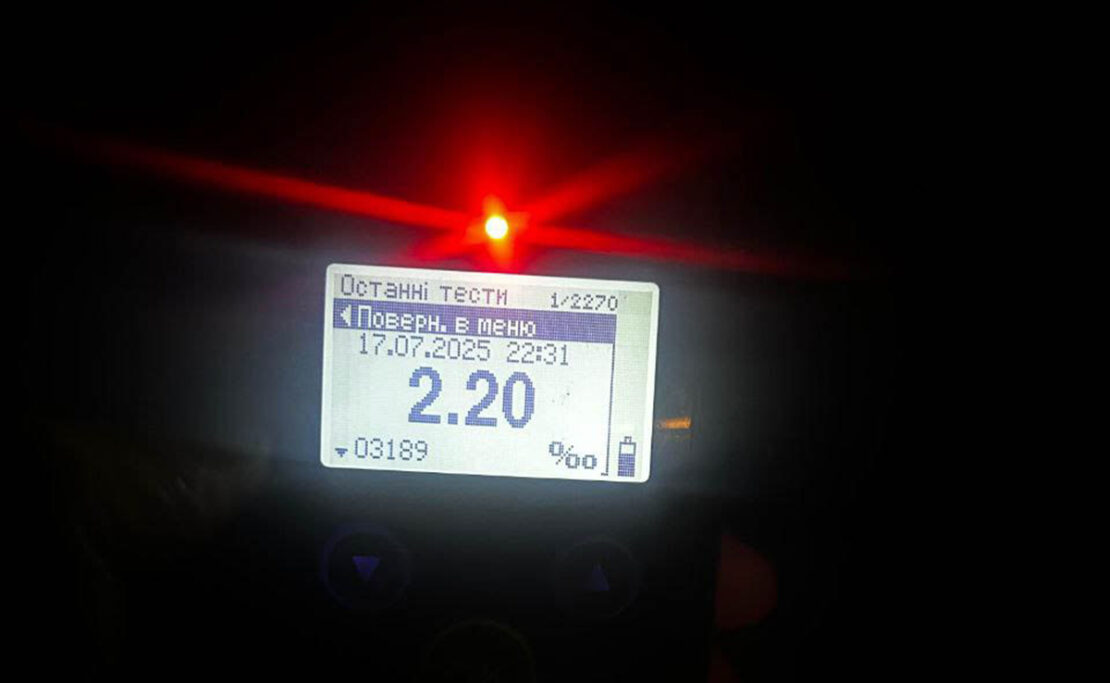 Останні тести 1/2270
Поверн. в меню
17.07.2025 22:31
2.20
03189 ‰